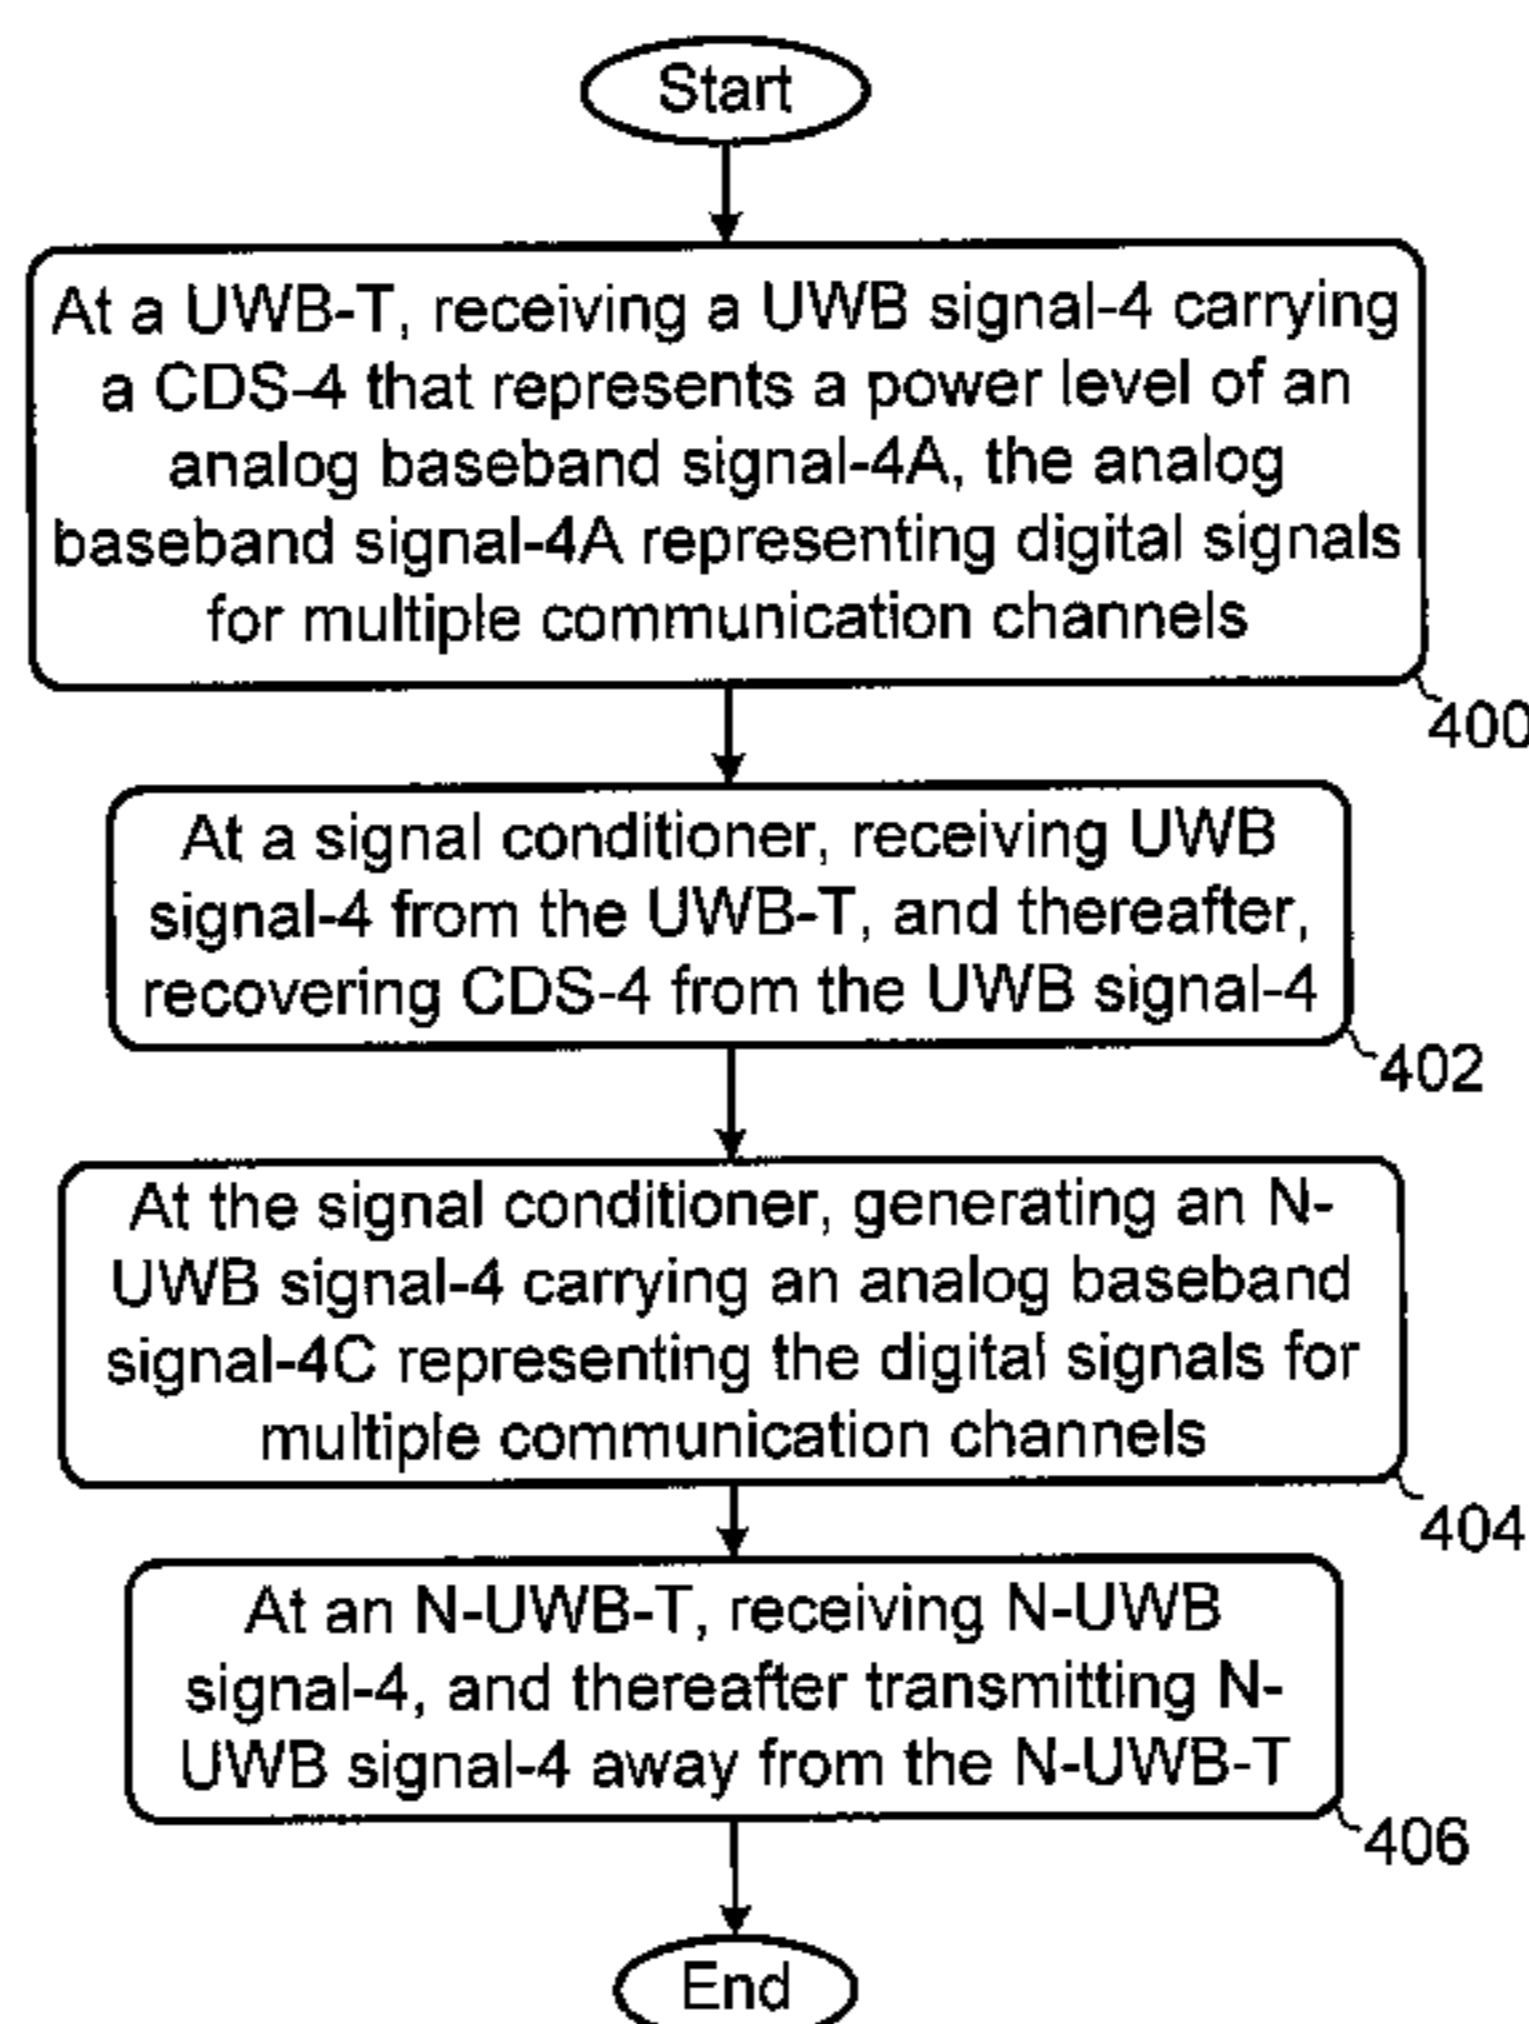 Start
At a UWB-T, receiving a UWB signal-4 carrying
a CDS-4 that represents a power level of an
analog baseband signal-4A, the analog
baseband signal-4A representing digital signals
for multiple communication channels
400
At a signal conditioner, receiving UWB
signal-4 from the UWB-T, and thereafter,
recovering CDS-4 from the UWB signal-4
402
At the signal conditioner, generating an N-
UWB signal-4 carrying an analog baseband
signal-4C representing the digital signals for
multiple communication channels
404
At an N-UWB-T, receiving N-UWB
signal-4, and thereafter transmitting N-
UWB signal-4 away from the N-UWB-T
406
End